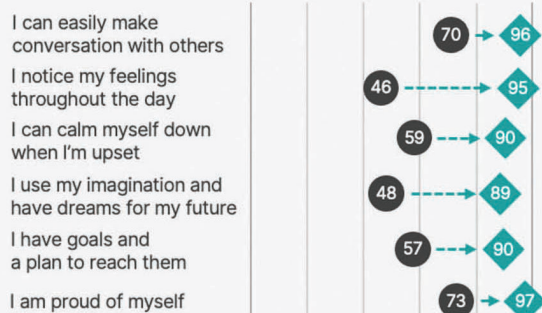 I can easily make
conversation with others
70 96
I notice my feelings
throughout the day
46 95
I can calm myself down
when I'm upset
59 90
I use my imagination and
have dreams for my future
48 89
I have goals and
a plan to reach them
57 90
I am proud of myself
73 97